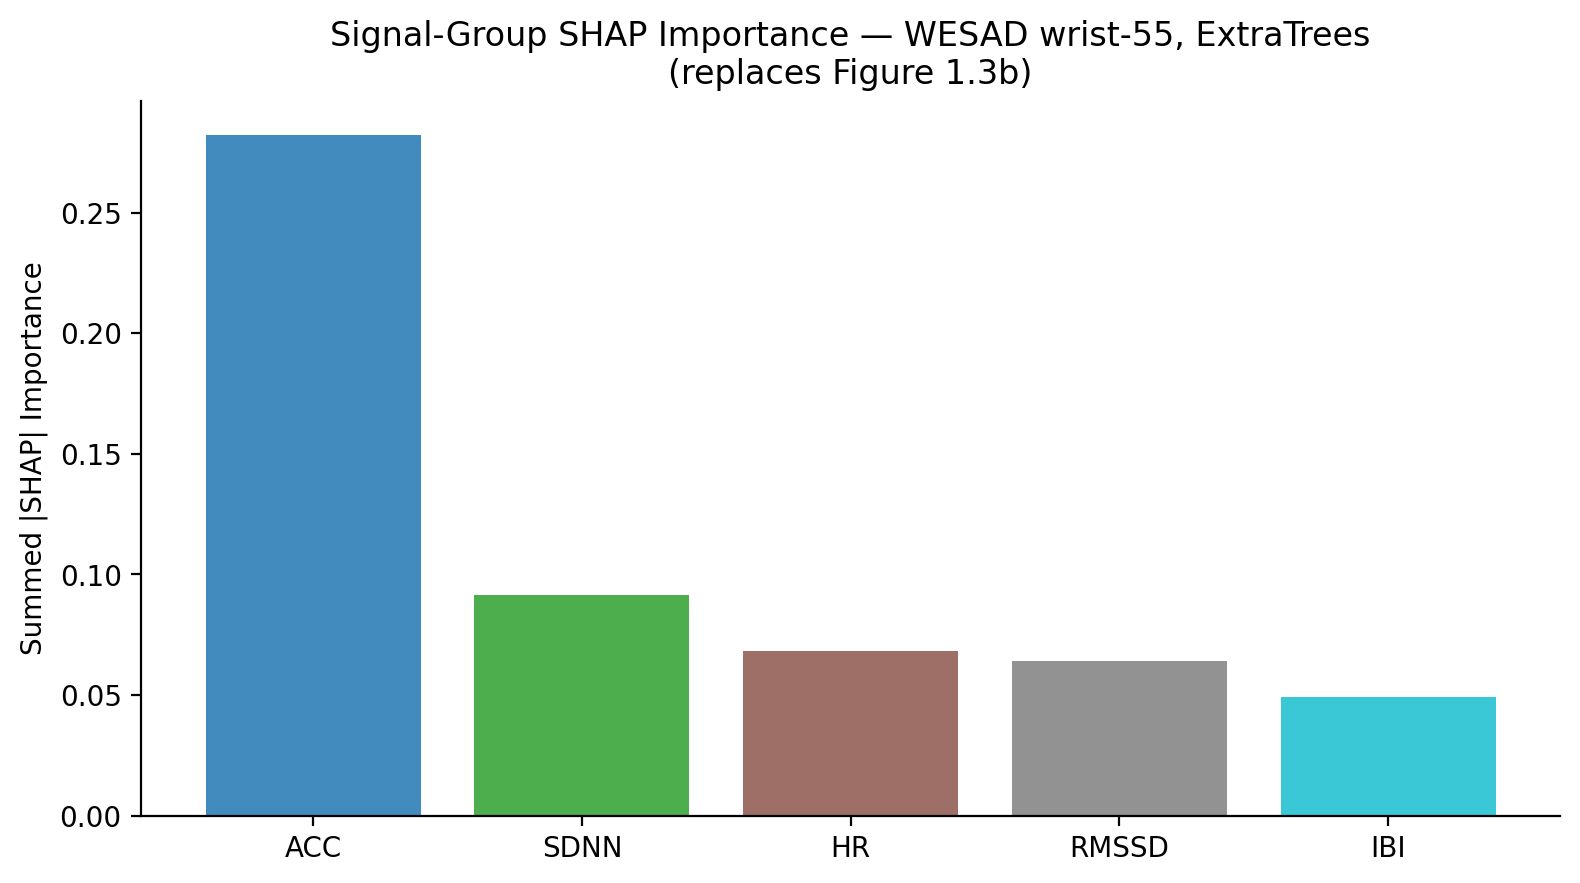 Signal-Group SHAP Importance — WESAD wrist-55, ExtraTrees
(replaces Figure 1.3b)
Summed |SHAP| Importance
0.25
0.20
0.15
0.10
0.05
0.00
ACC
SDNN
HR
RMSSD
IBI